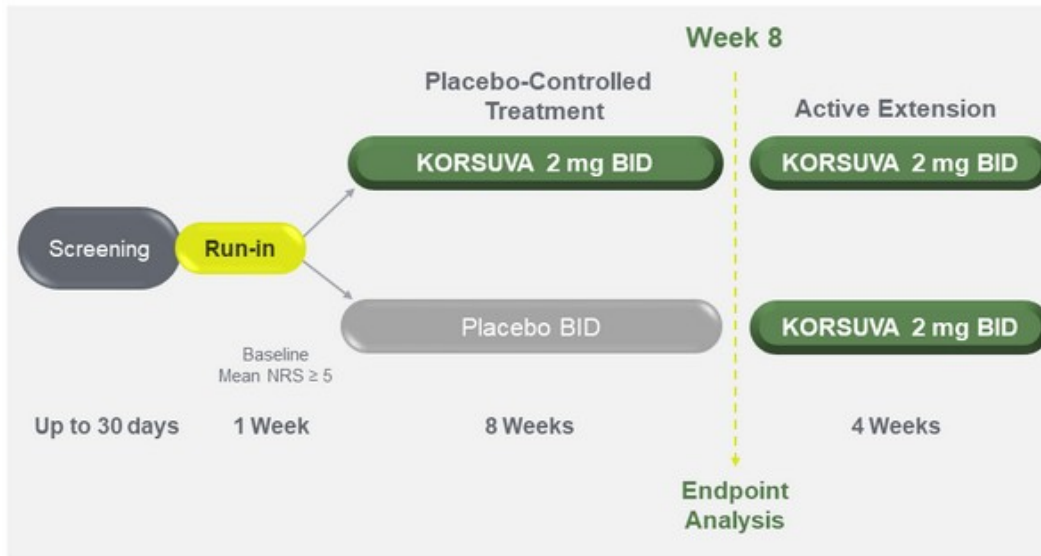 Week 8
Placebo-Controlled
Treatment
Active Extension
KORSUVA 2 mg BID
KORSUVA 2 mg BID
Screening
Run-in
Placebo BID
KORSUVA 2 mg BID
Baseline
Mean NRS ≥ 5
Up to 30 days
1 Week
8 Weeks
4 Weeks
Endpoint
Analysis